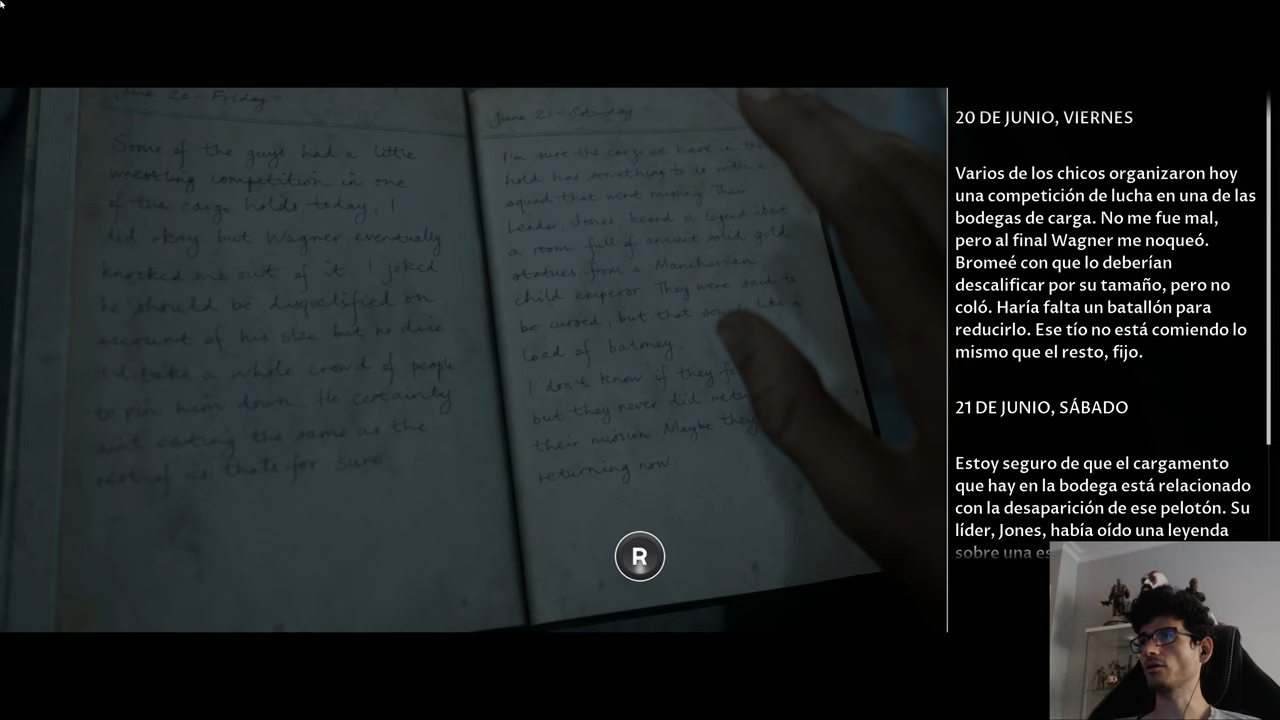 June 20 - Friday
Some of the guys had a little
wrestling competition in one
of the cargo holds today. I
did okay but Wagner eventually
knocked me out of it. I joked
he should be disqualified on
account of his size but no dice
It'd take a whole crowd of people
to pin him down. He certainly
aint eating the same as the
rest of us thats for sure
June 21 - Saturday
I'm sure the cargo we have in the
hold has something to do with a
squad that went missing. Their
leader, Jones, heard a legend about
a room full of ancient solid gold
statues from a Manchurian
child emperor. They were said to
be cursed, but that sounds like a
load of barmey.
I don't know if they
but they never did
their mission. Maybe they
returning now.
R
20 DE JUNIO, VIERNES
Varios de los chicos organizaron hoy
una competición de lucha en una de las
bodegas de carga. No me fue mal,
pero al final Wagner me noqueó.
Bromeé con que lo deberían
descalificar por su tamaño, pero no
coló. Haría falta un batallón para
reducirlo. Ese tío no está comiendo lo
mismo que el resto, fijo.
21 DE JUNIO, SÁBADO
Estoy seguro de que el cargamento
que hay en la bodega está relacionado
con la desaparición de ese pelotón. Su
líder, Jones, había oído una leyenda
sobre una